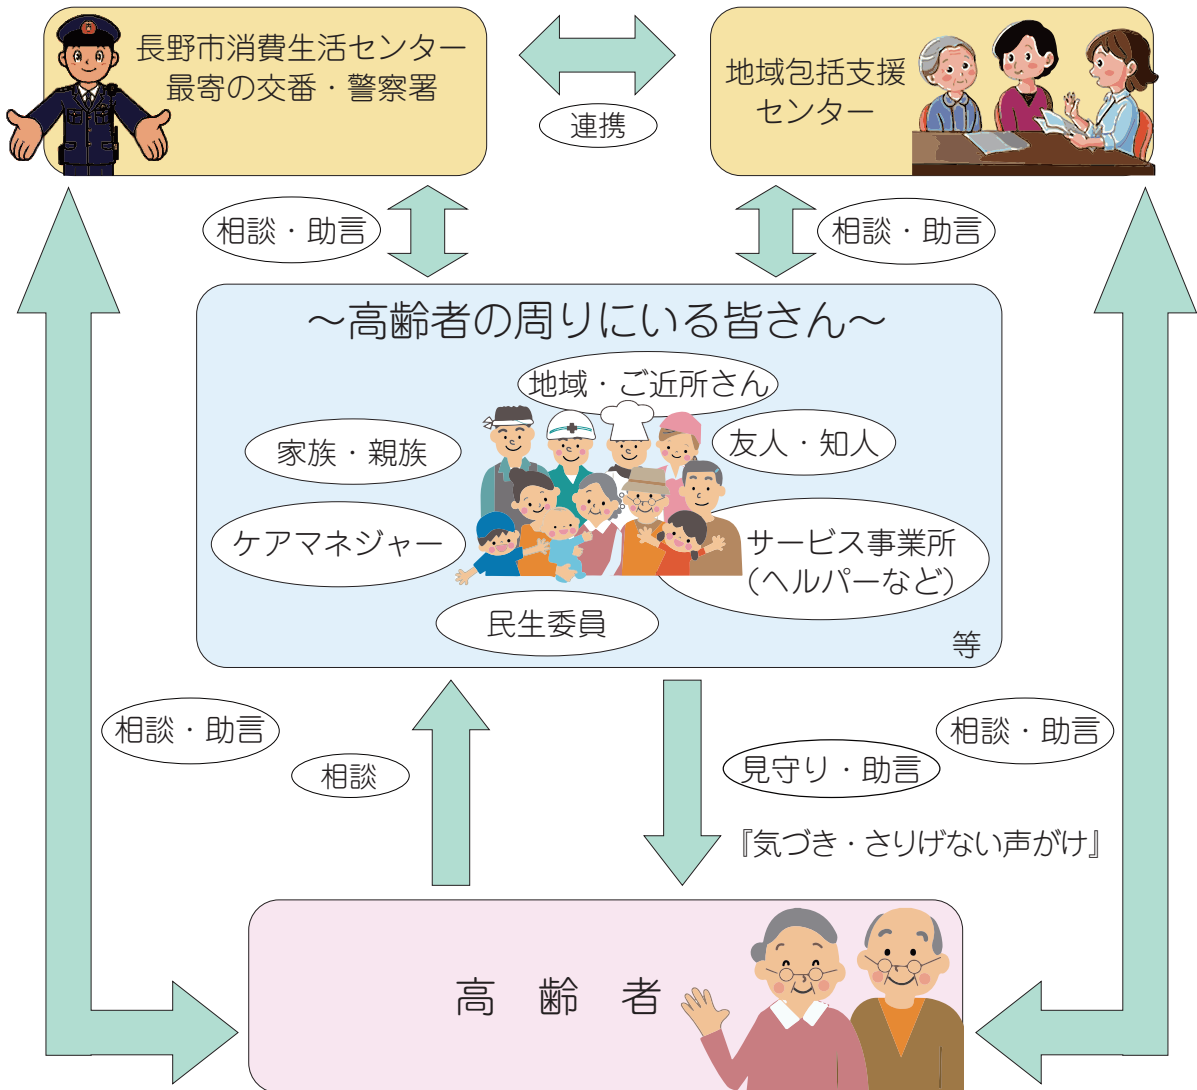 長野市消費生活センター
最寄の交番・警察署
連携
地域包括支援
センター
相談・助言
相談・助言
～高齢者の周りにいる皆さん～
地域・ご近所さん
家族・親族
友人・知人
ケアマネジャー
サービス事業所
（ヘルパーなど）
民生委員
等
相談・助言
相談
見守り・助言
相談・助言
『気づき・さりげない声がけ』
高　齢　者